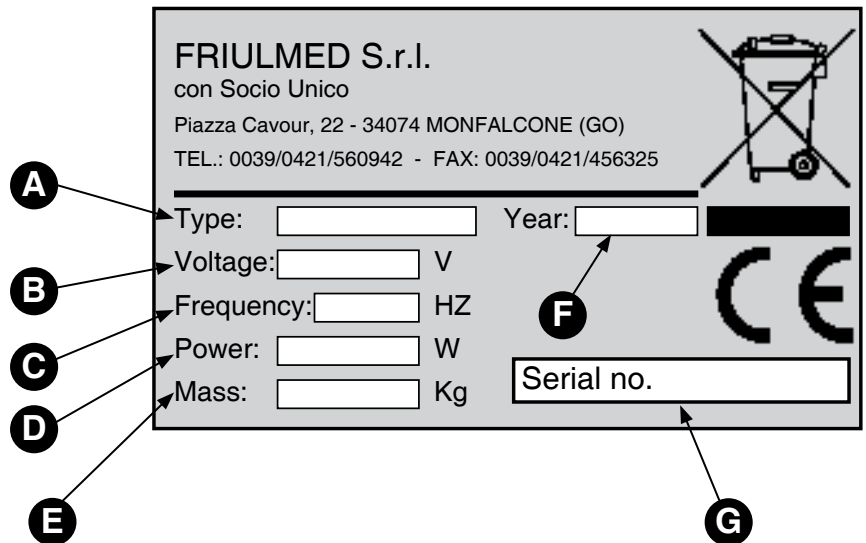 FRIULMED S.r.l.
con Socio Unico
Piazza Cavour, 22 - 34074 MONFALCONE (GO)
TEL.: 0039/0421/560942 - FAX: 0039/0421/456325
A
Type: Year:
B
Voltage: V
Frequency: HZ
F
C
Power: W
Mass: Kg
Serial no.
D
E
G
CE